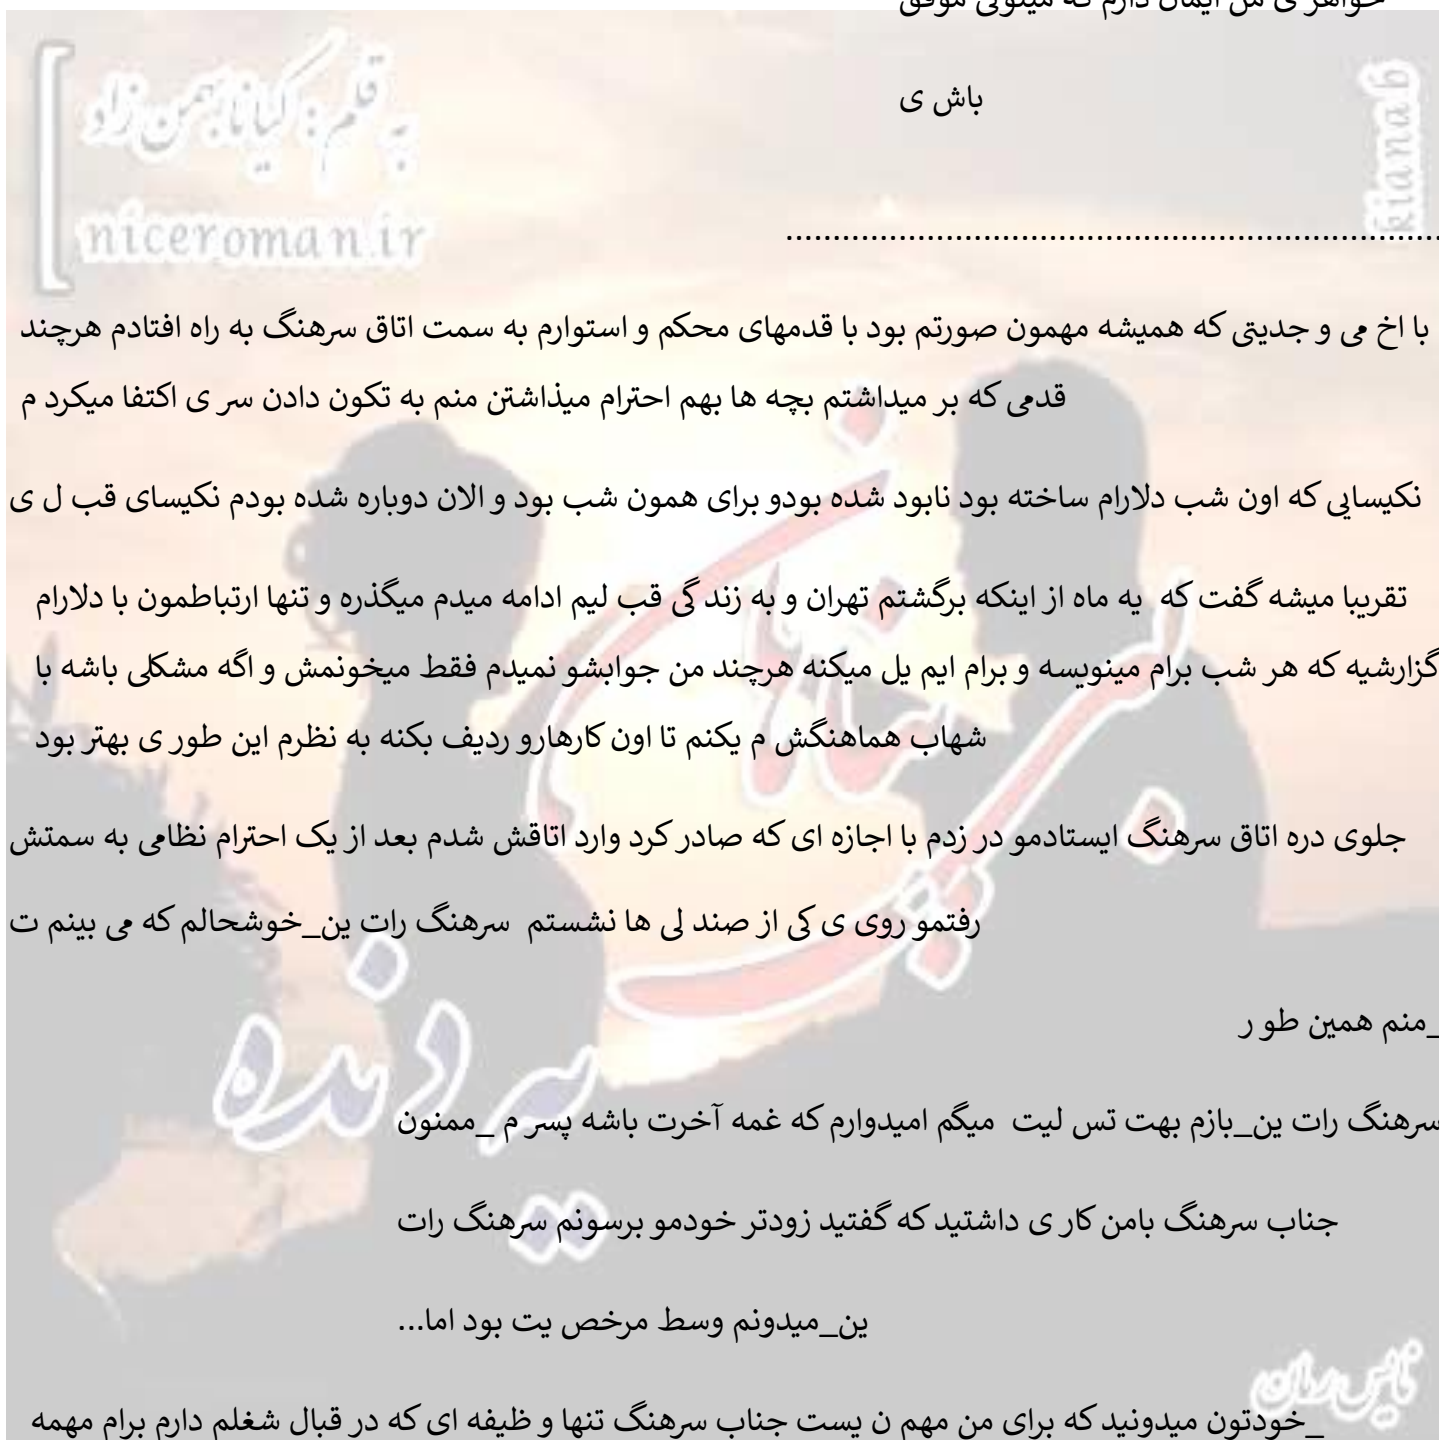 خواهر ی من ایمان دارم که میتونی موفق
باش ی
به قلم: کیانا بهمن زاد
niceroman.ir
kianab
با اخ می و جدیتی که همیشه مهمون صورتم بود با قدمهای محکم و استوارم به سمت اتاق سرهنگ به راه افتادم هرچند
قدمی که بر میداشتم بچه ها بهم احترام میذاشتن منم به تکون دادن سر ی اکتفا میکرد م
نکیسایی که اون شب دلارام ساخته بود نابود شده بودو برای همون شب بود و الان دوباره شده بودم نکیسای قب ل ی
تقریبا میشه گفت که یه ماه از اینکه برگشتم تهران و به زند گی قب لیم ادامه میدم میگذره و تنها ارتباطمون با دلارام
گزارشیه که هر شب برام مینویسه و برام ایم یل میکنه هرچند من جوابشو نمیدم فقط میخونمش و اگه مشکلی باشه با
شهاب هماهنگش م یکنم تا اون کارهارو ردیف بکنه به نظرم این طور ی بهتر بود
جلوی دره اتاق سرهنگ ایستادمو در زدم با اجازه ای که صادر کرد وارد اتاقش شدم بعد از یک احترام نظامی به سمتش
رفتمو روی ی کی از صند لی ها نشستم سرهنگ رات ین_خوشحالم که می بینم ت
_منم همین طو ر
سرهنگ رات ین_بازم بهت تس لیت میگم امیدوارم که غمه آخرت باشه پسر م _ممنون
جناب سرهنگ بامن کار ی داشتید که گفتید زودتر خودمو برسونم سرهنگ رات
ین_میدونم وسط مرخص یت بود اما...
_خودتون میدونید که برای من مهم ن یست جناب سرهنگ تنها و ظیفه ای که در قبال شغلم دارم برام مهمه